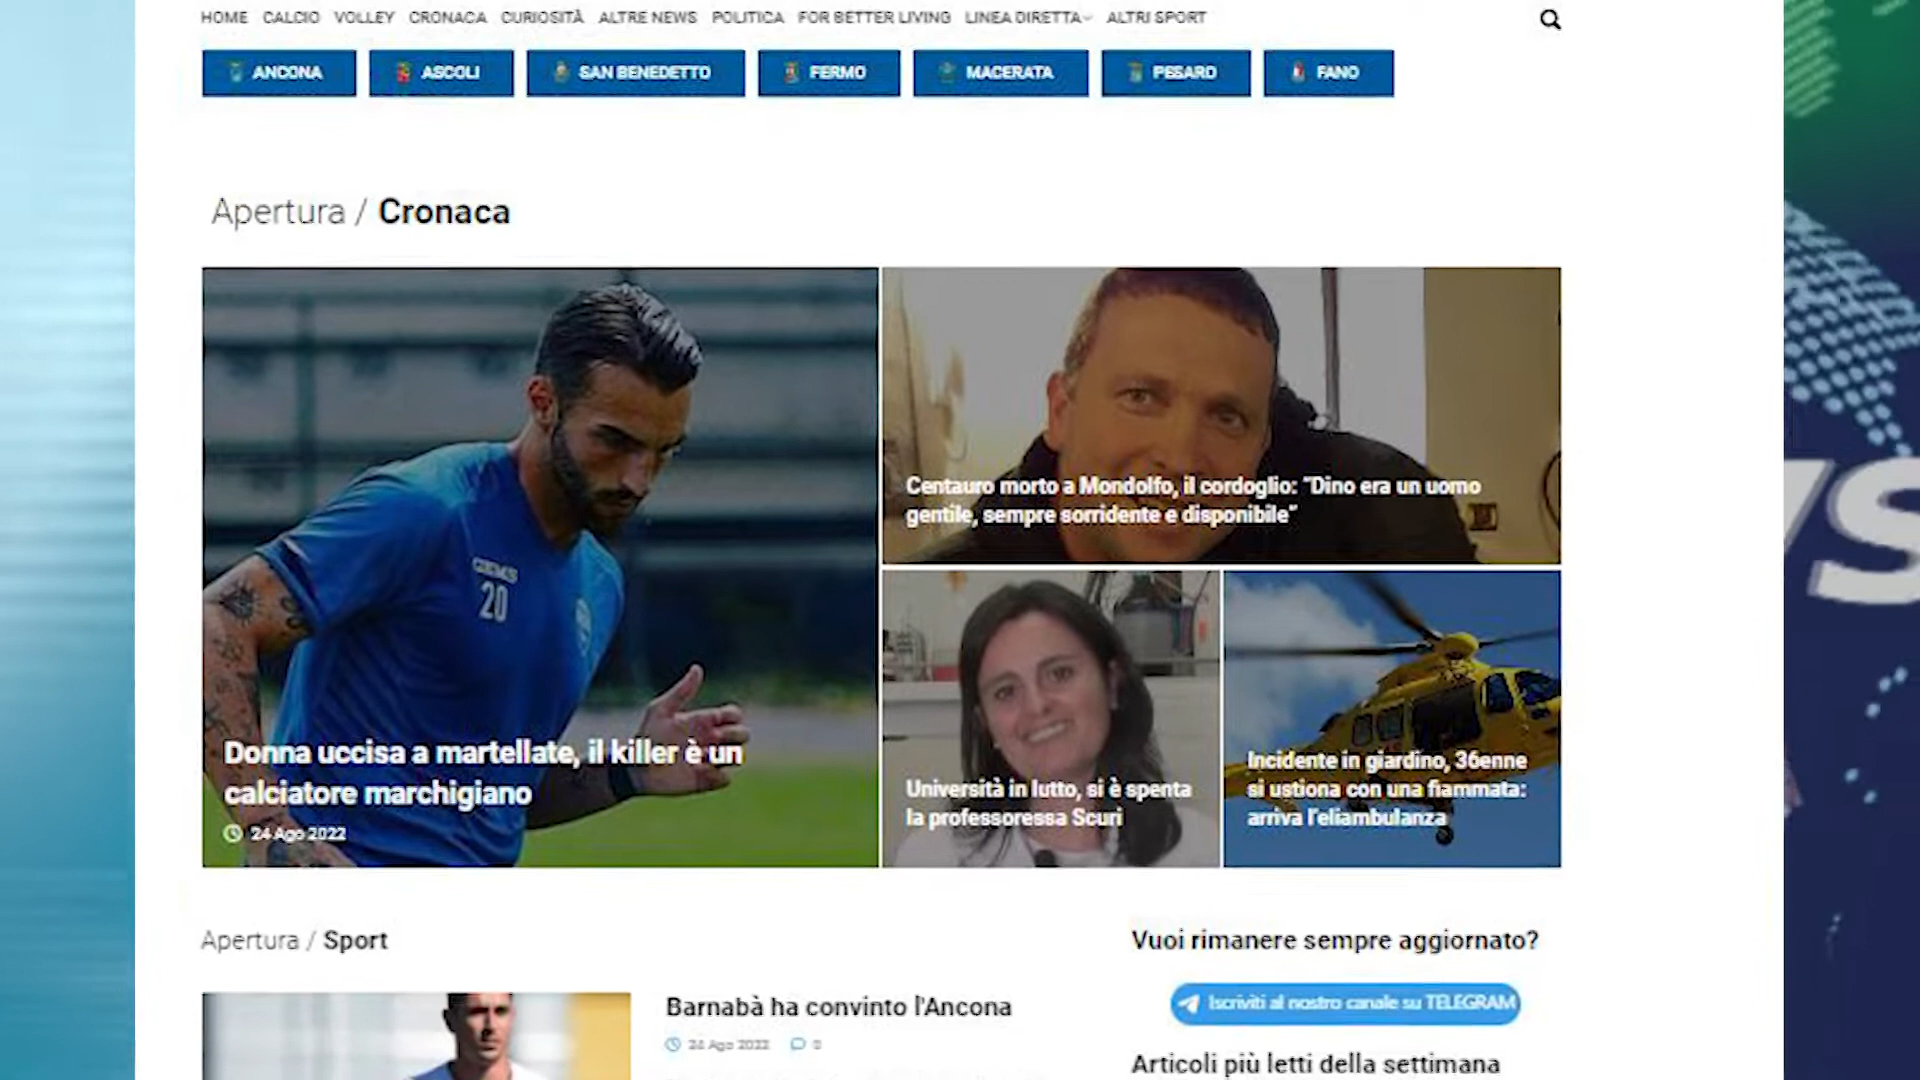 HOME CALCIO VOLLEY CRONACA CURIOSITÀ ALTRE NEWS POLITICA FOR BETTER LIVING LINEA DIRETTA ALTRI SPORT
ANCONA ASCOLI SAN BENEDETTO FERMO MACERATA PESARO FANO
Apertura / Cronaca
20
Donna uccisa a martellate, il killer è un
calciatore marchigiano
24 Ago 2022
Centauro morto a Mondolfo, il cordoglio: "Dino era un uomo
gentile, sempre sorridente e disponibile"
Università in lutto, si è spenta
la professoressa Scuri
Incidente in giardino, 36enne
si ustiona con una fiammata:
arriva l'eliambulanza
Apertura / Sport
Barnabà ha convinto l'Ancona
24 Ago 2022 0
Vuoi rimanere sempre aggiornato?
Iscriviti al nostro canale su TELEGRAM
Articoli più letti della settimana